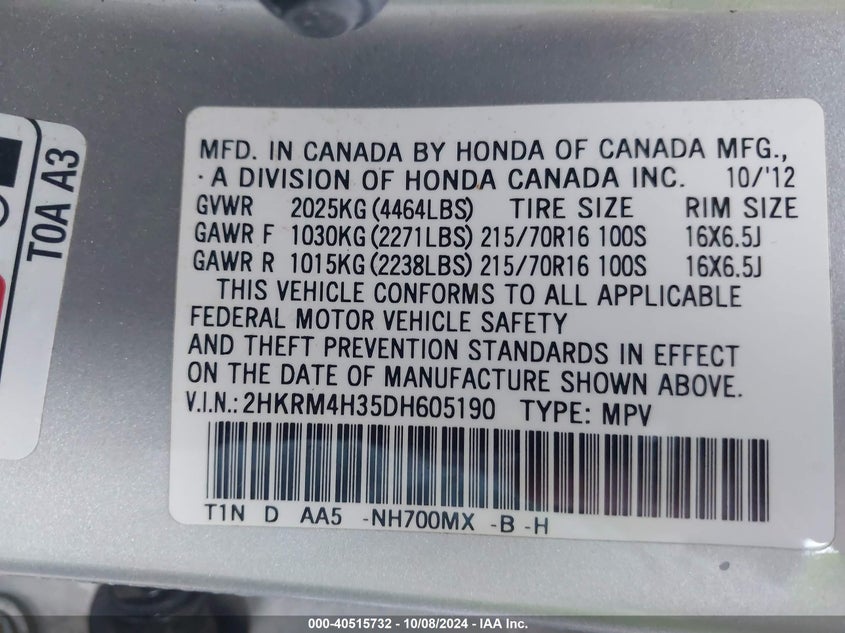 T0A A3
MFD. IN CANADA BY HONDA OF CANADA MFG.,
· A DIVISION OF HONDA CANADA INC. 10/'12
GVWR 2025KG (4464LBS) TIRE SIZE RIM SIZE
GAWR F 1030KG (2271LBS) 215/70R16 100S 16X6.5J
GAWR R 1015KG (2238LBS) 215/70R16 100S 16X6.5J
THIS VEHICLE CONFORMS TO ALL APPLICABLE
FEDERAL MOTOR VEHICLE SAFETY
AND THEFT PREVENTION STANDARDS IN EFFECT
ON THE DATE OF MANUFACTURE SHOWN ABOVE.
V.I.N.: 2HKRM4H35DH605190 TYPE: MPV
T1N D AA5 -NH700MX -B -H
000-40515732 - 10/08/2024 - IAA Inc.